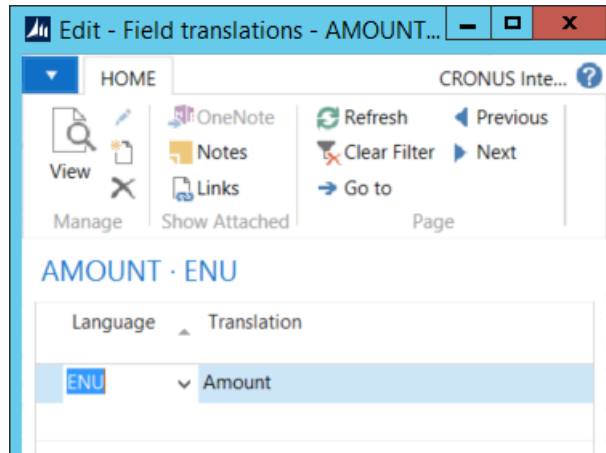 Edit - Field translations - AMOUNT...
HOME
CRONUS Inte...
View
OneNote
Notes
Links
Refresh
Clear Filter
Go to
Previous
Next
Manage
Show Attached
Page
AMOUNT · ENU
Language Translation
ENU Amount